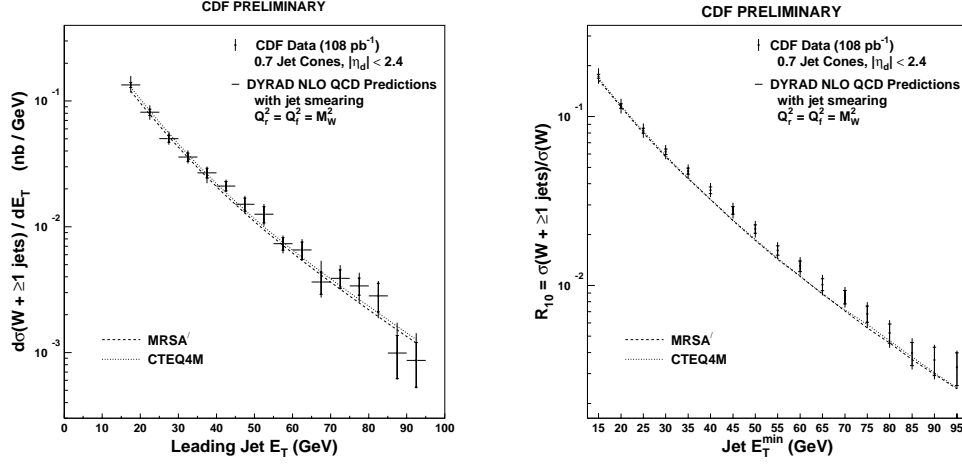 CDF PRELIMINARY
dσ(W + ≥1 jets) / dE_T (nb / GeV)
10⁻¹
10⁻²
10⁻³
CDF Data (108 pb⁻¹)
0.7 Jet Cones, |η_d| < 2.4
DYRAD NLO QCD Predictions
with jet smearing
Q_r² = Q_f² = M_W²
MRSA′
CTEQ4M
0 10 20 30 40 50 60 70 80 90 100
Leading Jet E_T (GeV)
CDF PRELIMINARY
R₁₀ = σ(W + ≥1 jets)/σ(W)
10⁻¹
10⁻²
CDF Data (108 pb⁻¹)
0.7 Jet Cones, |η_d| < 2.4
DYRAD NLO QCD Predictions
with jet smearing
Q_r² = Q_f² = M_W²
MRSA′
CTEQ4M
15 20 25 30 35 40 45 50 55 60 65 70 75 80 85 90 95
Jet E_T^min (GeV)